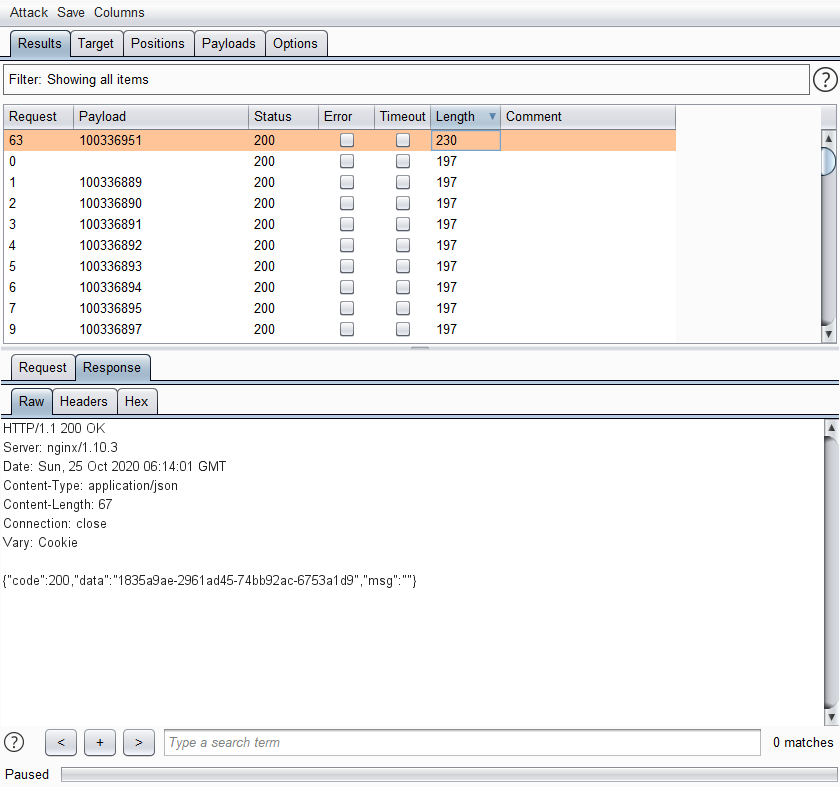 Attack Save Columns
Results Target Positions Payloads Options
Filter: Showing all items ?
Request Payload Status Error Timeout Length Comment
63 100336951 200 230
0 200 197
1 100336889 200 197
2 100336890 200 197
3 100336891 200 197
4 100336892 200 197
5 100336893 200 197
6 100336894 200 197
7 100336895 200 197
9 100336897 200 197
Request Response
Raw Headers Hex
HTTP/1.1 200 OK
Server: nginx/1.10.3
Date: Sun, 25 Oct 2020 06:14:01 GMT
Content-Type: application/json
Content-Length: 67
Connection: close
Vary: Cookie
{"code":200,"data":"1835a9ae-2961ad45-74bb92ac-6753a1d9","msg":""}
? < + > Type a search term 0 matches
Paused